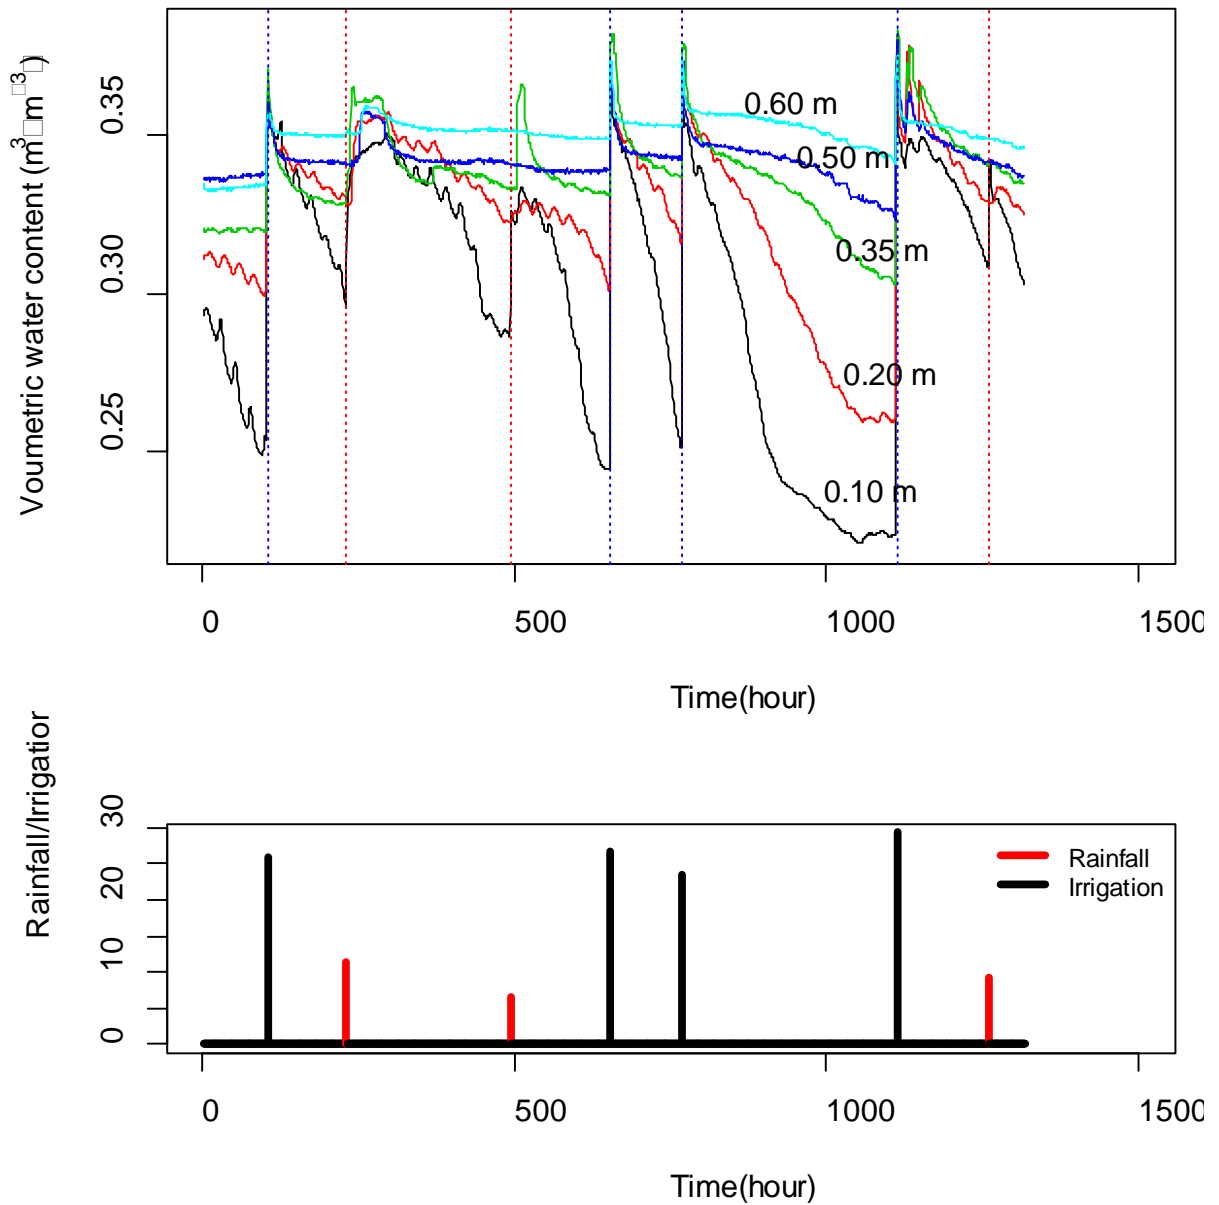 Voumetric water content (m³□m□³□)
0.35
0.30
0.25
0.60 m
0.50 m
0.35 m
0.20 m
0.10 m
0 500 1000 1500
Time(hour)
Rainfall/Irrigatior
30
20
10
0
Rainfall
Irrigation
0 500 1000 1500
Time(hour)